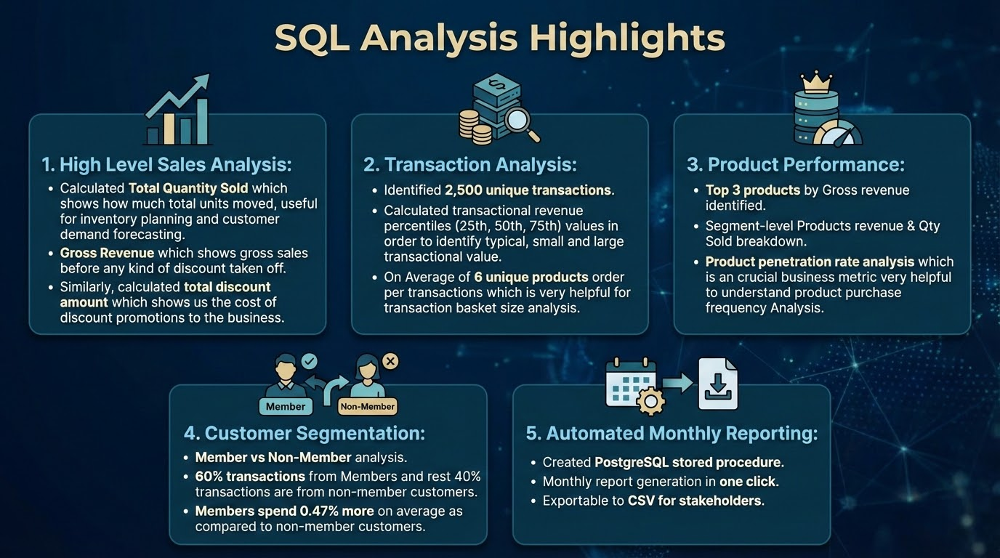 SQL Analysis Highlights
1. High Level Sales Analysis:
• Calculated Total Quantity Sold which
shows how much total units moved, useful
for inventory planning and customer
demand forecasting.
• Gross Revenue which shows gross sales
before any kind of discount taken off.
• Similarly, calculated total discount
amount which shows us the cost of
discount promotions to the business.
$
2. Transaction Analysis:
• Identified 2,500 unique transactions.
• Calculated transactional revenue
percentiles (25th, 50th, 75th) values in
order to identify typical, small and large
transactional value.
• On Average of 6 unique products order
per transactions which is very helpful for
transaction basket size analysis.
3. Product Performance:
• Top 3 products by Gross revenue
identified.
• Segment-level Products revenue & Qty
Sold breakdown.
• Product penetration rate analysis which
is an crucial business metric very helpful
to understand product purchase
frequency Analysis.
Member
Non-Member
4. Customer Segmentation:
• Member vs Non-Member analysis.
• 60% transactions from Members and rest 40%
transactions are from non-member customers.
• Members spend 0.47% more on average as
compared to non-member customers.
5. Automated Monthly Reporting:
• Created PostgreSQL stored procedure.
• Monthly report generation in one click.
• Exportable to CSV for stakeholders.